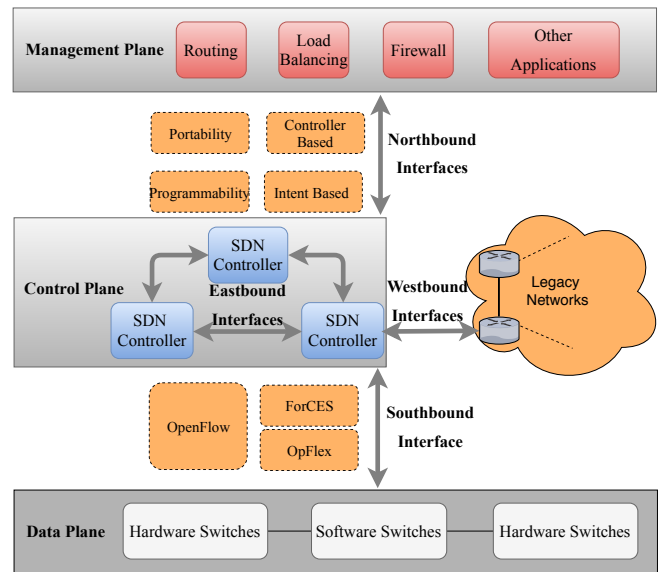 Management Plane
Routing
Load
Balancing
Firewall
Other
Applications
Portability
Controller
Based
Northbound
Interfaces
Programmability
Intent Based
SDN
Controller
Control Plane
Eastbound
Interfaces
SDN
Controller
SDN
Controller
Westbound
Interfaces
Legacy
Networks
OpenFlow
ForCES
OpFlex
Southbound
Interface
Data Plane
Hardware Switches
Software Switches
Hardware Switches